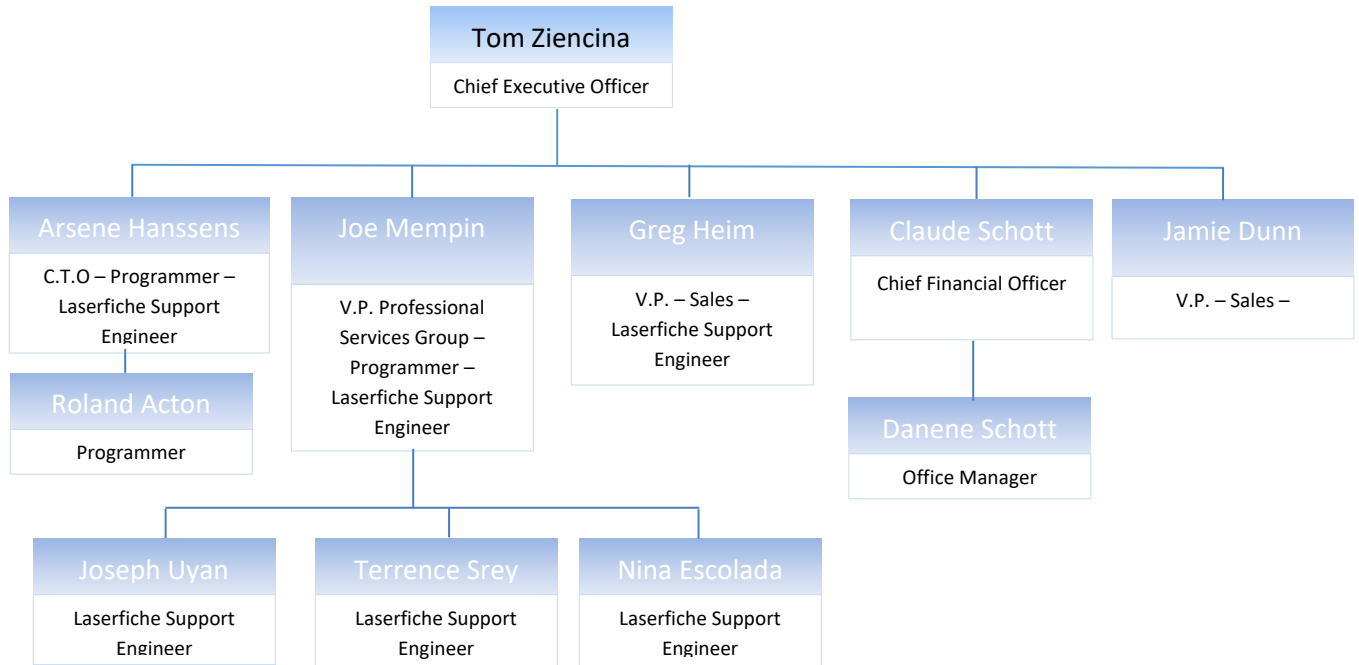 Tom Ziencina
Chief Executive Officer
Arsene Hanssens
C.T.O – Programmer –
Laserfiche Support
Engineer
Joe Mempin
V.P. Professional
Services Group –
Programmer –
Laserfiche Support
Engineer
Greg Heim
V.P. – Sales –
Laserfiche Support
Engineer
Claude Schott
Chief Financial Officer
Jamie Dunn
V.P. – Sales –
Roland Acton
Programmer
Danene Schott
Office Manager
Joseph Uyan
Laserfiche Support
Engineer
Terrence Srey
Laserfiche Support
Engineer
Nina Escolada
Laserfiche Support
Engineer